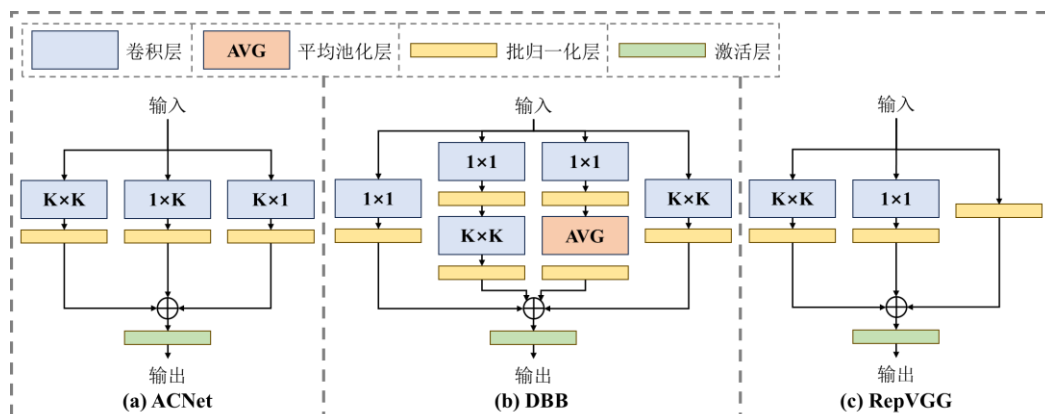 卷积层
AVG 平均池化层
批归一化层
激活层
输入
K×K
1×K
K×1
输出
(a) ACNet
输入
1×1
1×1
1×1
K×K
K×K
AVG
输出
(b) DBB
输入
K×K
1×1
输出
(c) RepVGG